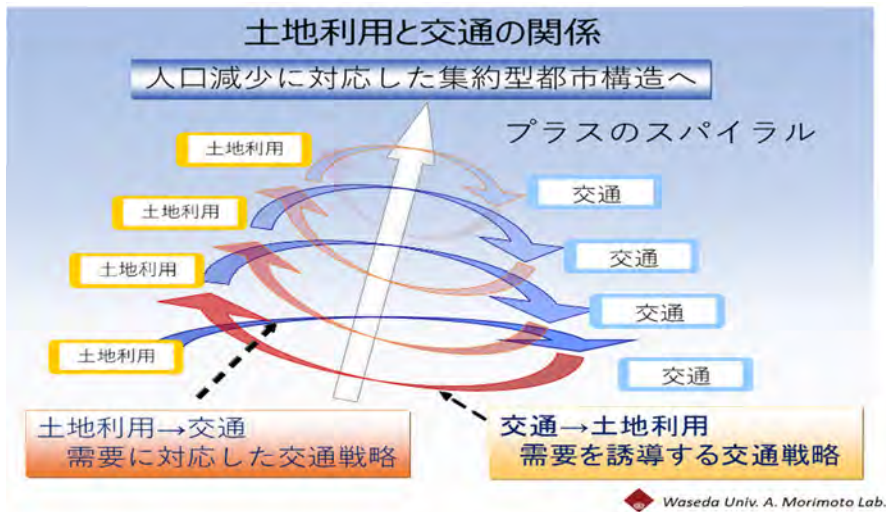 土地利用と交通の関係
人口減少に対応した集約型都市構造へ
プラスのスパイラル
土地利用
交通
土地利用
交通
土地利用
交通
土地利用
交通
土地利用→交通
需要に対応した交通戦略
交通→土地利用
需要を誘導する交通戦略
Waseda Univ. A. Morimoto Lab.